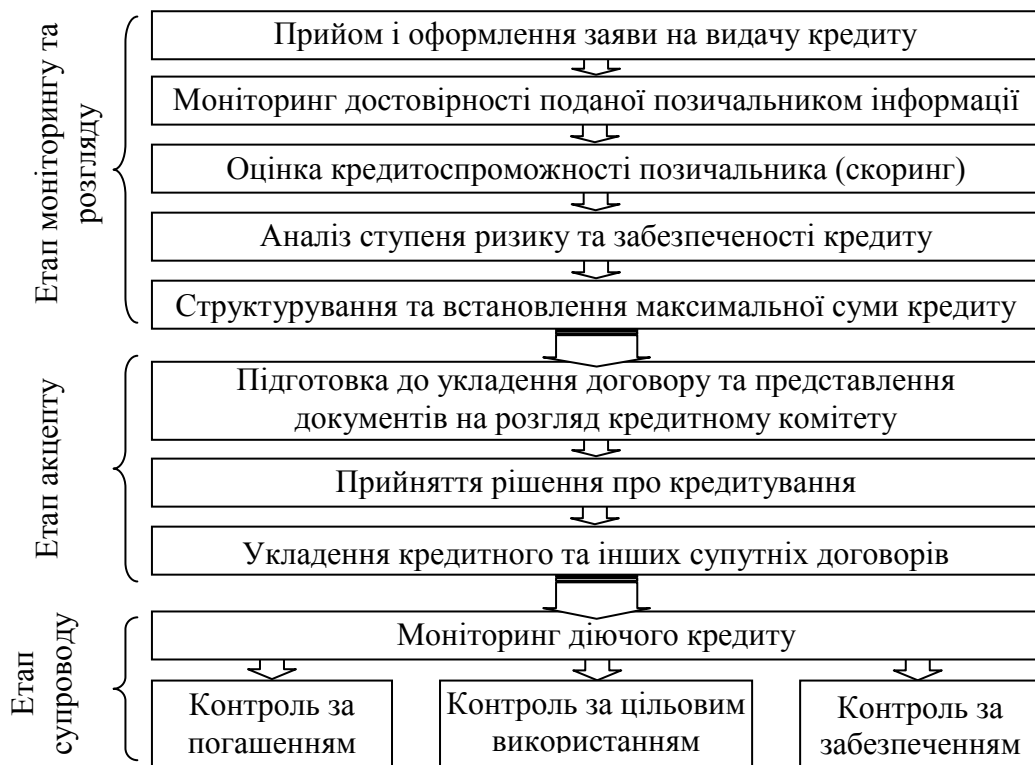 Етап моніторингу та
розгляду
Прийом і оформлення заяви на видачу кредиту
Моніторинг достовірності поданої позичальником інформації
Оцінка кредитоспроможності позичальника (скоринг)
Аналіз ступеня ризику та забезпеченості кредиту
Структурування та встановлення максимальної суми кредиту
Етап акцепту
Підготовка до укладення договору та представлення
документів на розгляд кредитному комітету
Прийняття рішення про кредитування
Укладення кредитного та інших супутніх договорів
Етап
супроводу
Моніторинг діючого кредиту
Контроль за
погашенням
Контроль за цільовим
використанням
Контроль за
забезпеченням